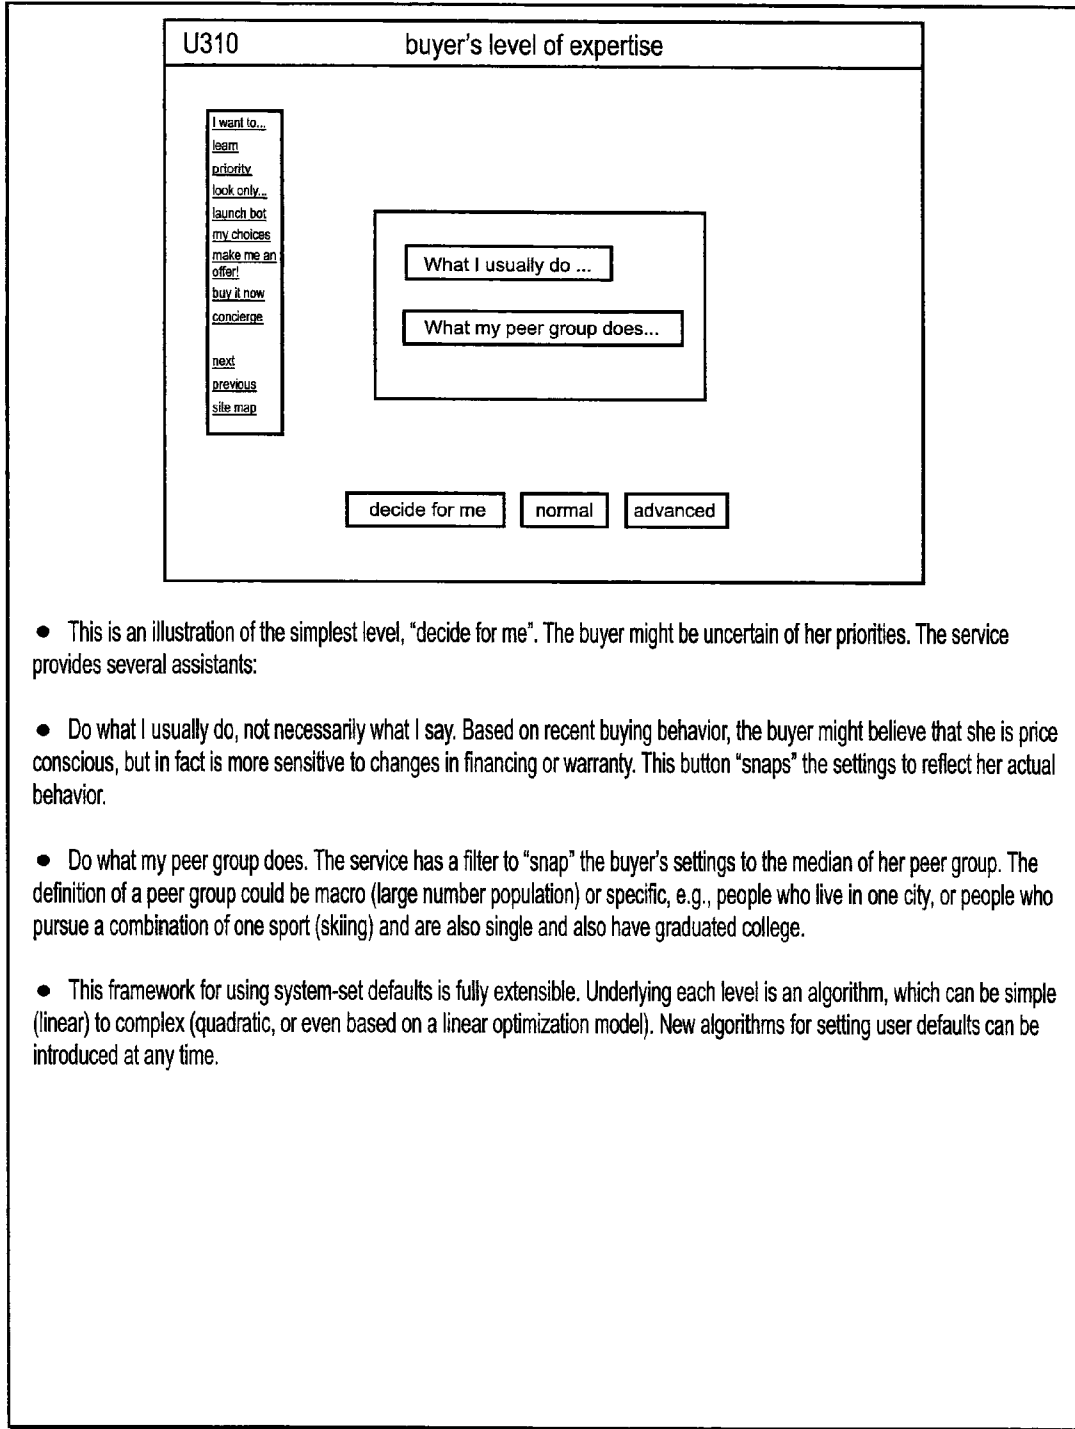 U310 buyer's level of expertise
I want to...
learn
priority
look only...
launch bot
my choices
make me an
offer!
buy it now
concierge
next
previous
site map
What I usually do ...
What my peer group does...
decide for me normal advanced
● This is an illustration of the simplest level, “decide for me”. The buyer might be uncertain of her priorities. The service
provides several assistants:
● Do what I usually do, not necessarily what I say. Based on recent buying behavior, the buyer might believe that she is price
conscious, but in fact is more sensitive to changes in financing or warranty. This button “snaps” the settings to reflect her actual
behavior.
● Do what my peer group does. The service has a filter to “snap” the buyer's settings to the median of her peer group. The
definition of a peer group could be macro (large number population) or specific, e.g., people who live in one city, or people who
pursue a combination of one sport (skiing) and are also single and also have graduated college.
● This framework for using system-set defaults is fully extensible. Underlying each level is an algorithm, which can be simple
(linear) to complex (quadratic, or even based on a linear optimization model). New algorithms for setting user defaults can be
introduced at any time.